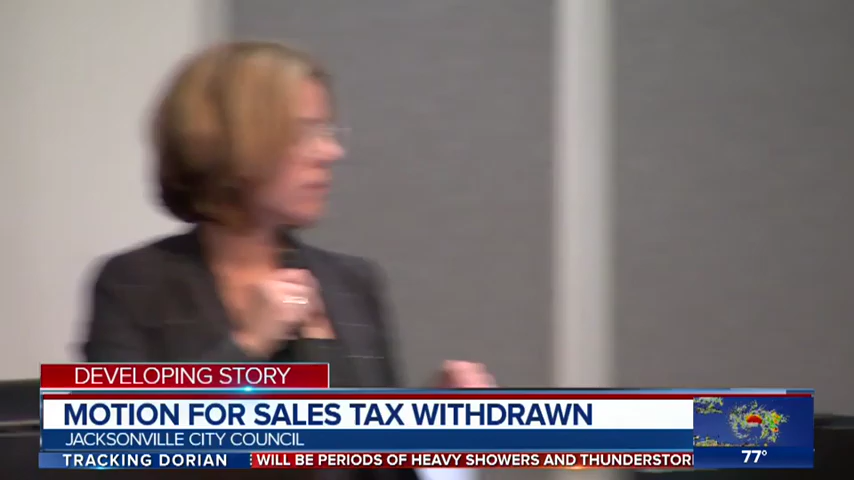 DEVELOPING STORY
MOTION FOR SALES TAX WITHDRAWN
JACKSONVILLE CITY COUNCIL
77°
TRACKING DORIAN WILL BE PERIODS OF HEAVY SHOWERS AND